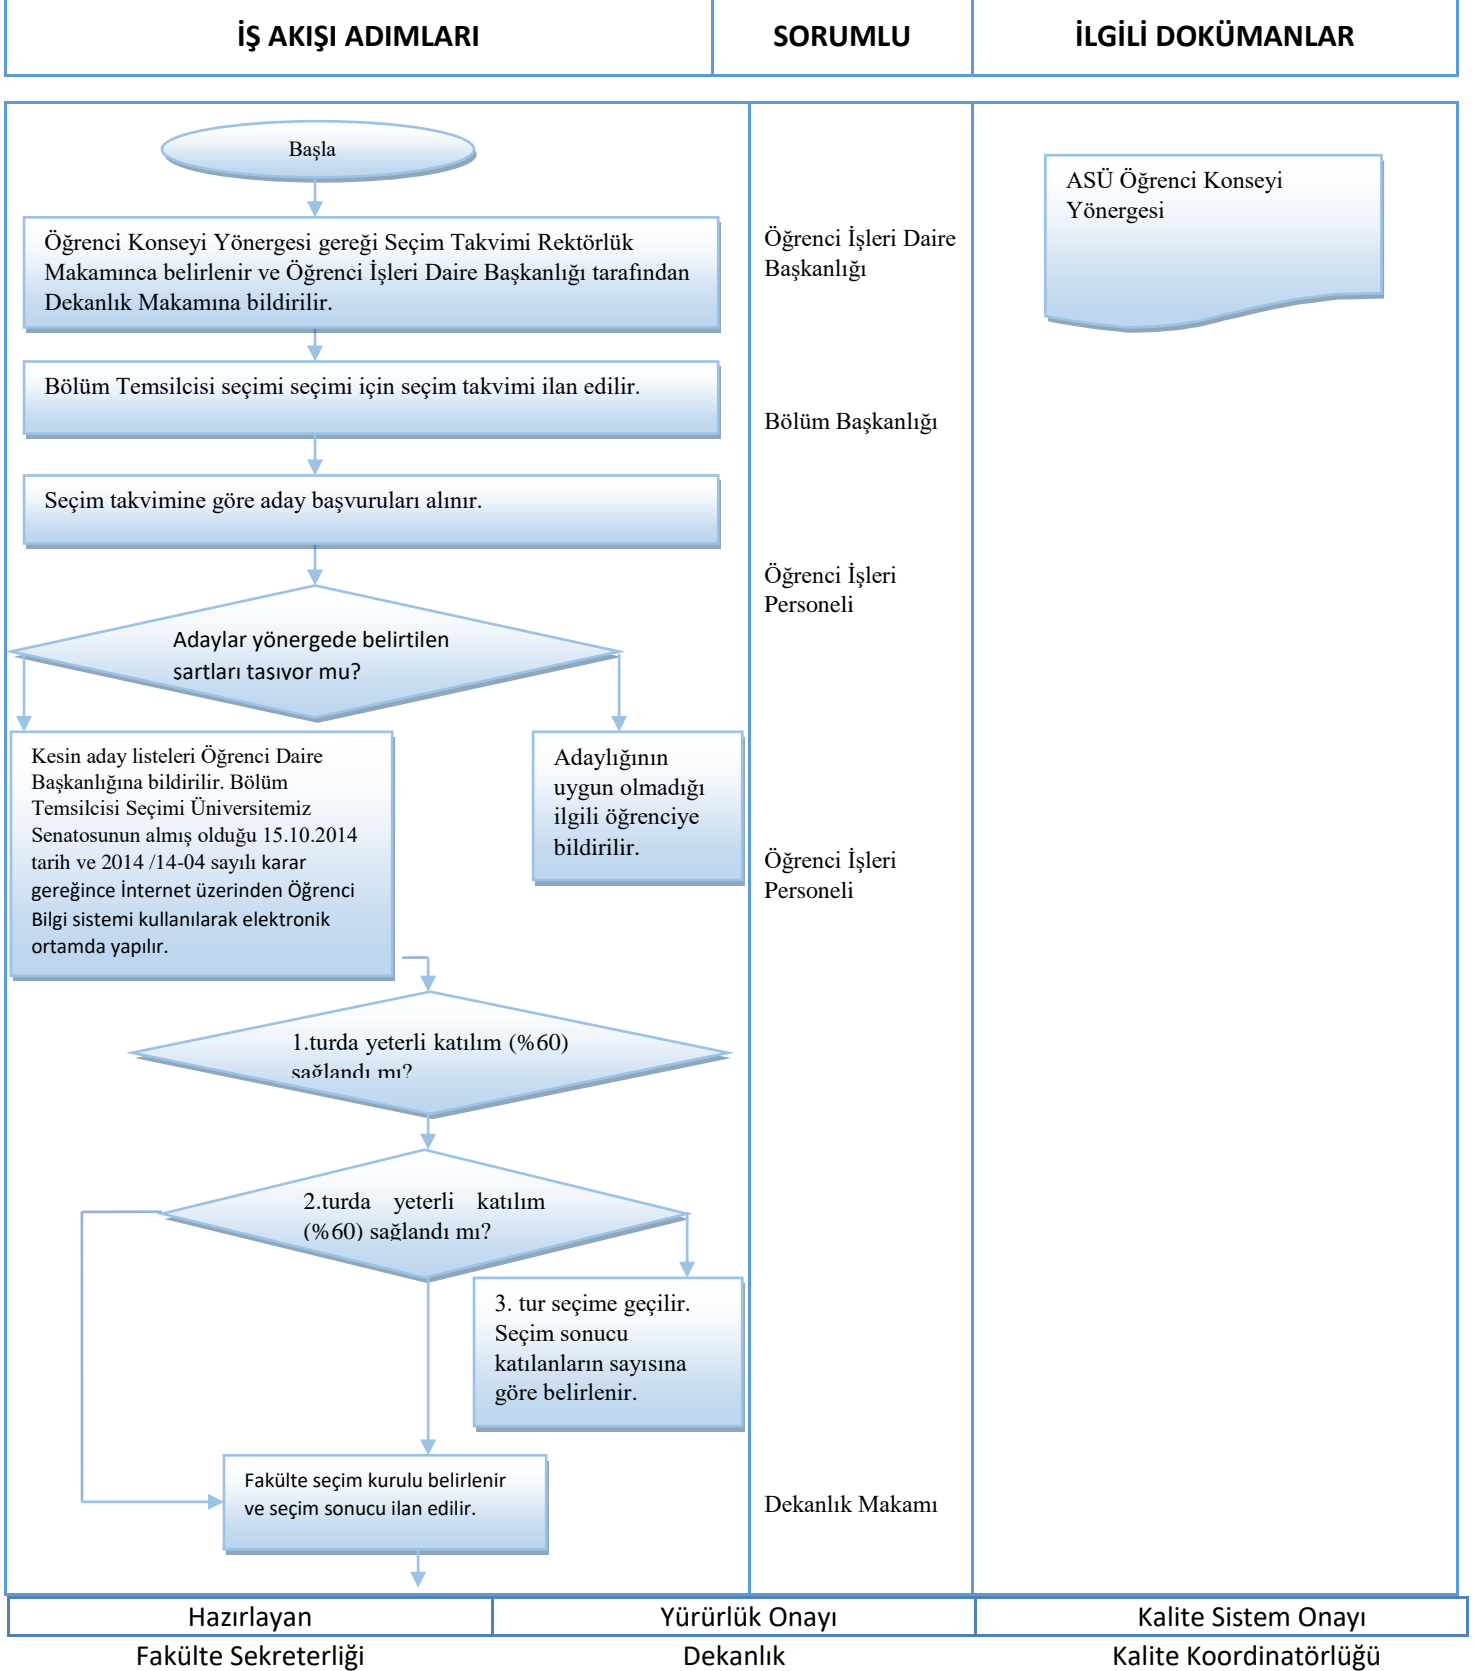 İŞ AKIŞI ADIMLARI
SORUMLU
İLGİLİ DOKÜMANLAR
Başla
ASÜ Öğrenci Konseyi
Yönergesi
Öğrenci Konseyi Yönergesi gereği Seçim Takvimi Rektörlük
Makamınca belirlenir ve Öğrenci İşleri Daire Başkanlığı tarafından
Dekanlık Makamına bildirilir.
Öğrenci İşleri Daire
Başkanlığı
Bölüm Temsilcisi seçimi seçimi için seçim takvimi ilan edilir.
Bölüm Başkanlığı
Seçim takvimine göre aday başvuruları alınır.
Öğrenci İşleri
Personeli
Adaylar yönergede belirtilen
şartları taşıyor mu?
Kesin aday listeleri Öğrenci Daire
Başkanlığına bildirilir. Bölüm
Temsilcisi Seçimi Üniversitemiz
Senatosunun almış olduğu 15.10.2014
tarih ve 2014 /14-04 sayılı karar
gereğince İnternet üzerinden Öğrenci
Bilgi sistemi kullanılarak elektronik
ortamda yapılır.
Adaylığının
uygun olmadığı
ilgili öğrenciye
bildirilir.
Öğrenci İşleri
Personeli
1.turda yeterli katılım (%60)
sağlandı mı?
2.turda yeterli katılım
(%60) sağlandı mı?
3. tur seçime geçilir.
Seçim sonucu
katılanların sayısına
göre belirlenir.
Fakülte seçim kurulu belirlenir
ve seçim sonucu ilan edilir.
Dekanlık Makamı
Hazırlayan
Yürürlük Onayı
Kalite Sistem Onayı
Fakülte Sekreterliği
Dekanlık
Kalite Koordinatörlüğü